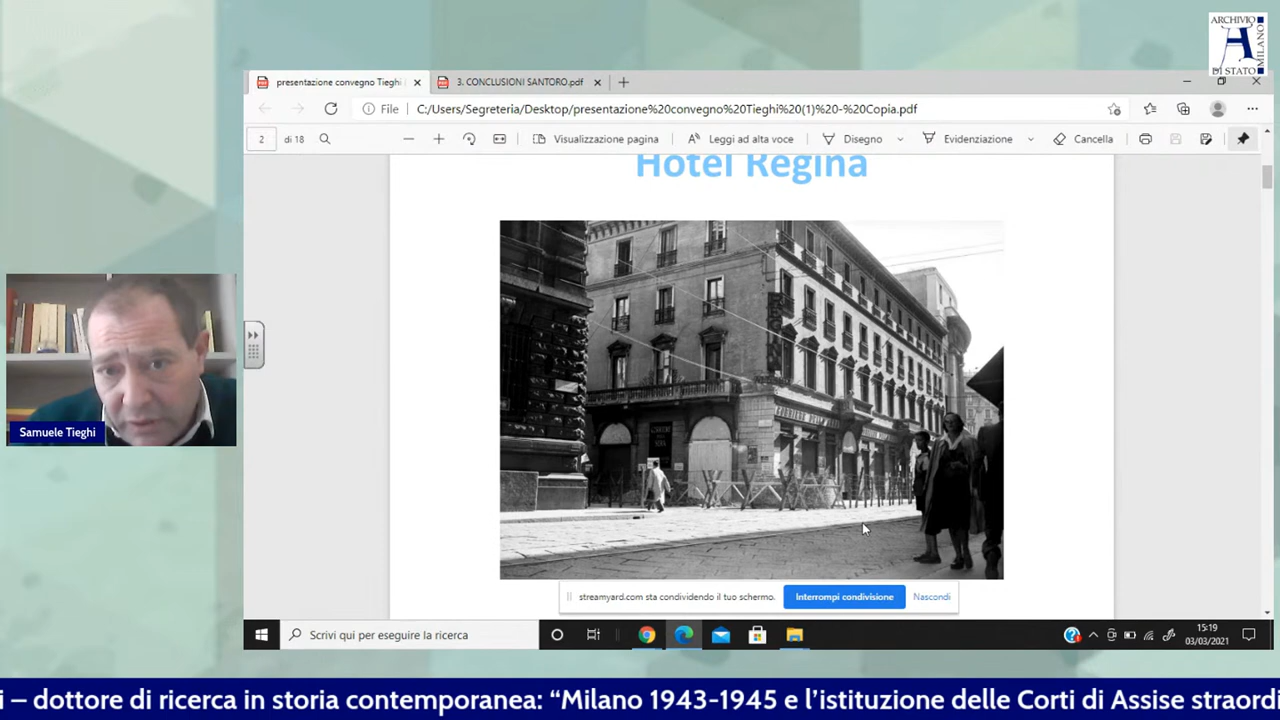 ARCHIVIO
DI STATO
MILANO
presentazione convegno Tieghi
3. CONCLUSIONI SANTORO.pdf
File
C:/Users/Segreteria/Desktop/presentazione%20convegno%20Tieghi%20(1)%20-%20Copia.pdf
2 di 18
Visualizzazione pagina
Leggi ad alta voce
Disegno
Evidenziazione
Cancella
Hotel Regina
Samuele Tieghi
streamyard.com sta condividendo il tuo schermo.
Interrompi condivisione
Nascondi
Scrivi qui per eseguire la ricerca
15:19
03/03/2021
i – dottore di ricerca in storia contemporanea: “Milano 1943-1945 e l’istituzione delle Corti di Assise straordi